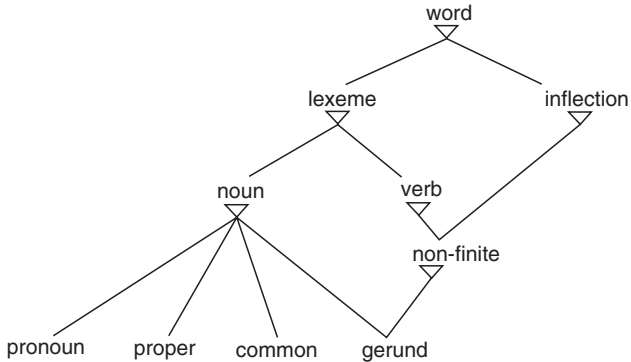 word
lexeme inflection
noun verb
non-finite
pronoun proper common gerund